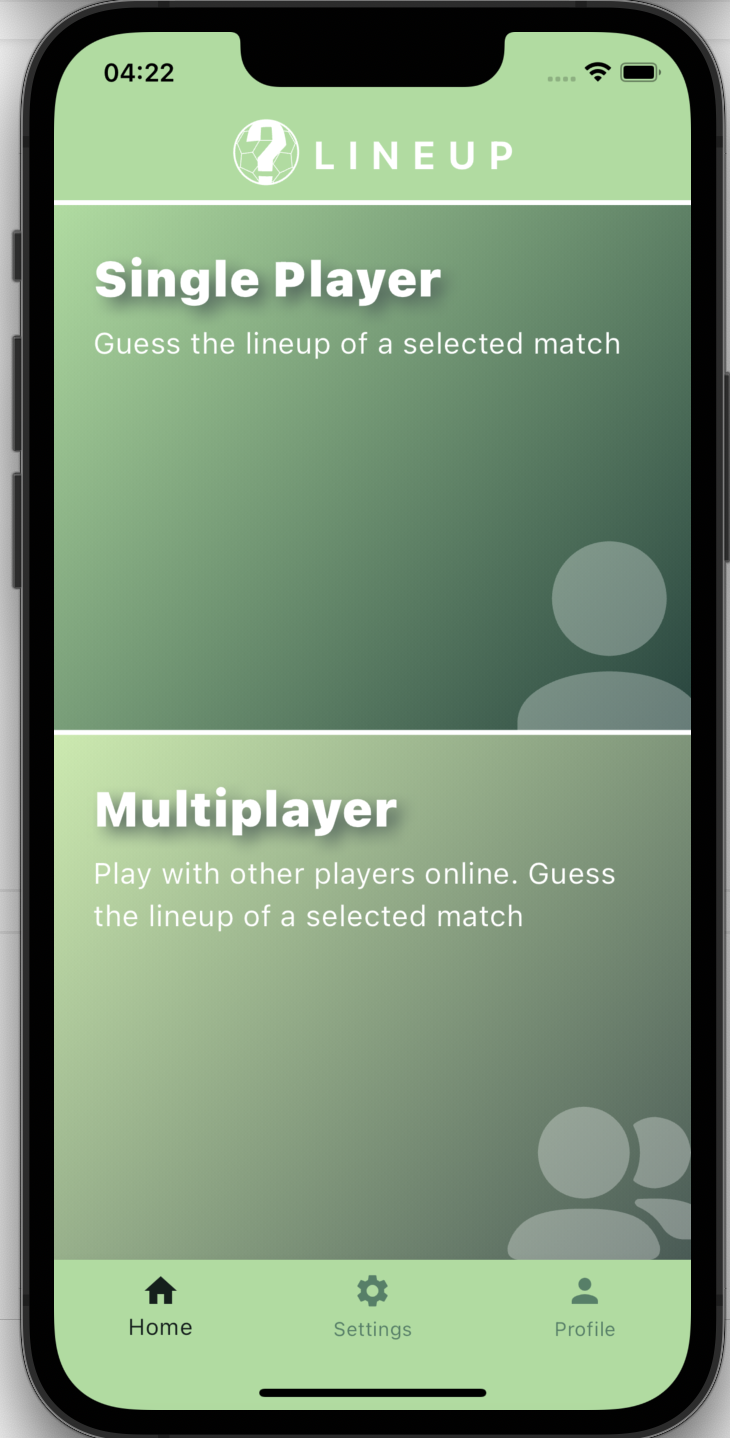 04:22
? LINEUP
Single Player
Guess the lineup of a selected match
Multiplayer
Play with other players online. Guess
the lineup of a selected match
Home
Settings
Profile